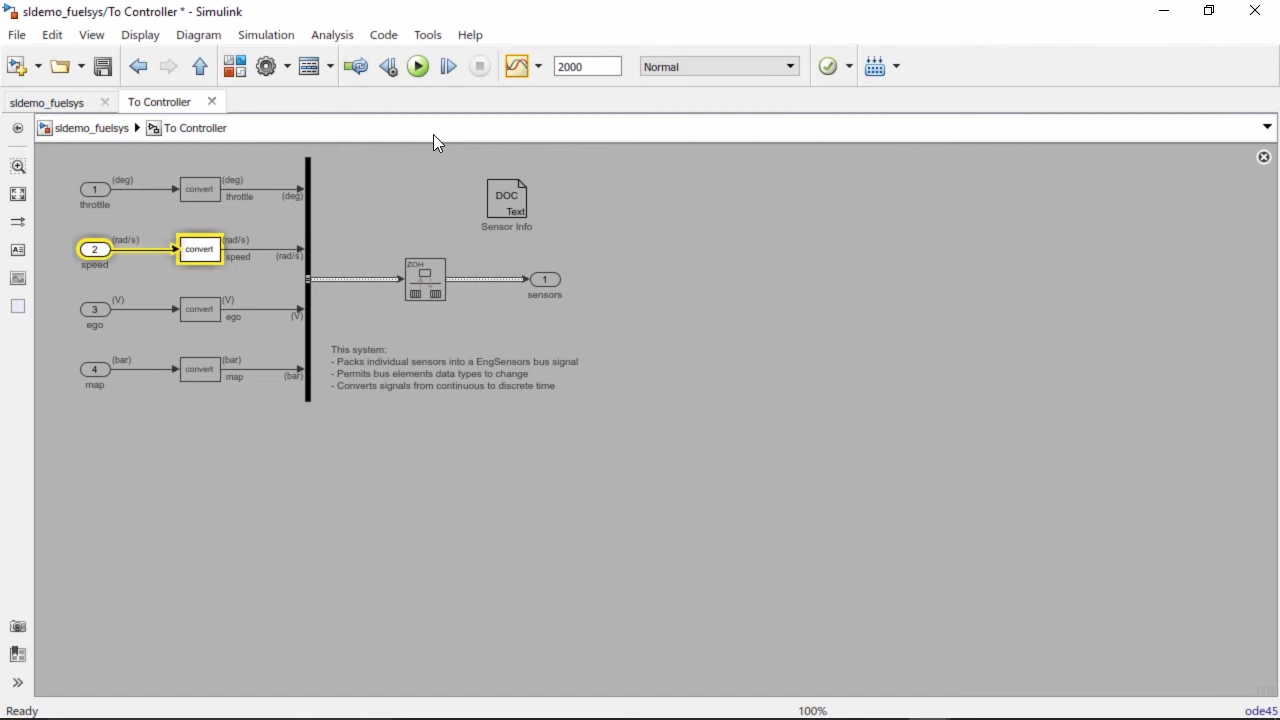 sldemo_fuelsys/To Controller * - Simulink
File Edit View Display Diagram Simulation Analysis Code Tools Help
2000 Normal
sldemo_fuelsys To Controller
sldemo_fuelsys To Controller
1 (deg) convert (deg) throttle (deg)
throttle
DOC
Text
Sensor Info
2 (rad/s) convert (rad/s) speed (rad/s)
speed
ZOH
1
sensors
3 (V) convert (V) ego (V)
ego
4 (bar) convert (bar) map (bar)
map
This system:
- Packs individual sensors into a EngSensors bus signal
- Permits bus elements data types to change
- Converts signals from continuous to discrete time
Ready 100% ode45